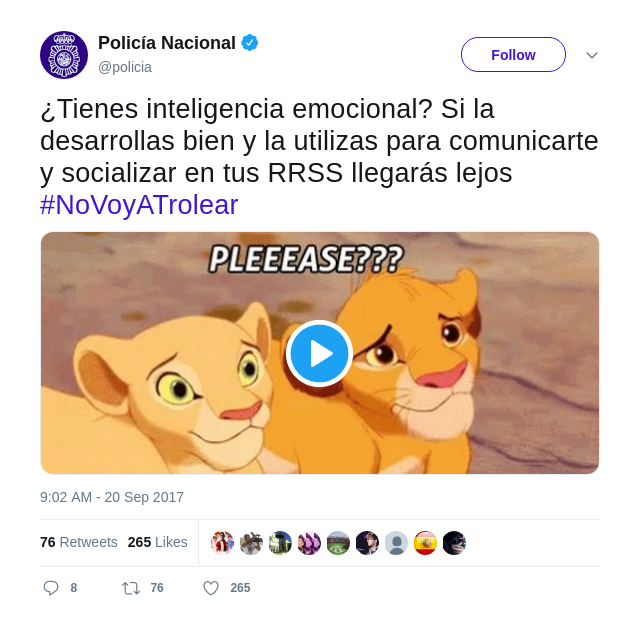 Policía Nacional
@policia
Follow
¿Tienes inteligencia emocional? Si la
desarrollas bien y la utilizas para comunicarte
y socializar en tus RRSS llegarás lejos
#NoVoyATrolear
PLEEEASE???
9:02 AM - 20 Sep 2017
76 Retweets 265 Likes
8 76 265